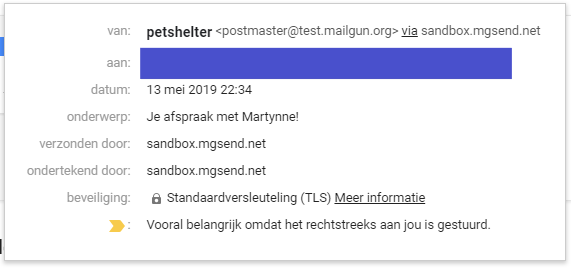 van: petshelter <postmaster@test.mailgun.org> via sandbox.mgsend.net
aan:
datum: 13 mei 2019 22:34
onderwerp: Je afspraak met Martynne!
verzonden door: sandbox.mgsend.net
ondertekend door: sandbox.mgsend.net
beveiliging: Standaardversleuteling (TLS) Meer informatie
: Vooral belangrijk omdat het rechtstreeks aan jou is gestuurd.